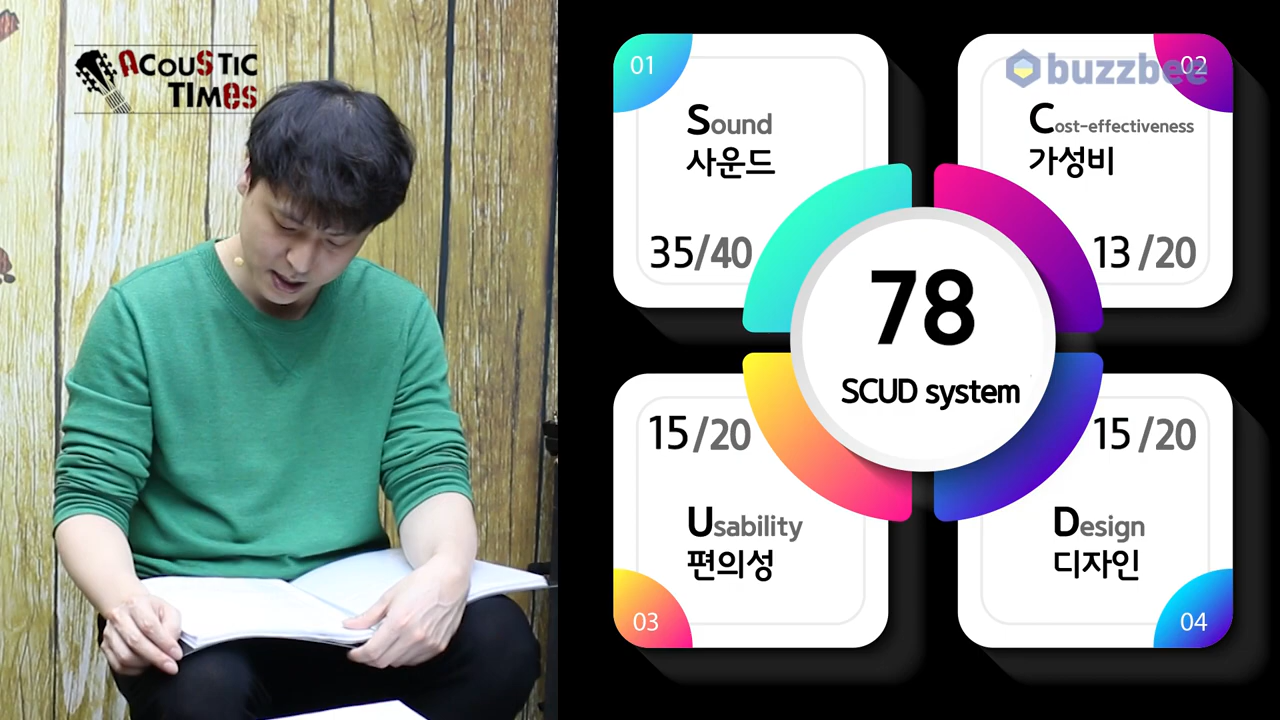 ACOUSTIC
TIMES
01
Sound
사운드
35/40
buzzbee
02
Cost-effectiveness
가성비
13/20
78
SCUD system
15/20
Usability
편의성
03
15/20
Design
디자인
04